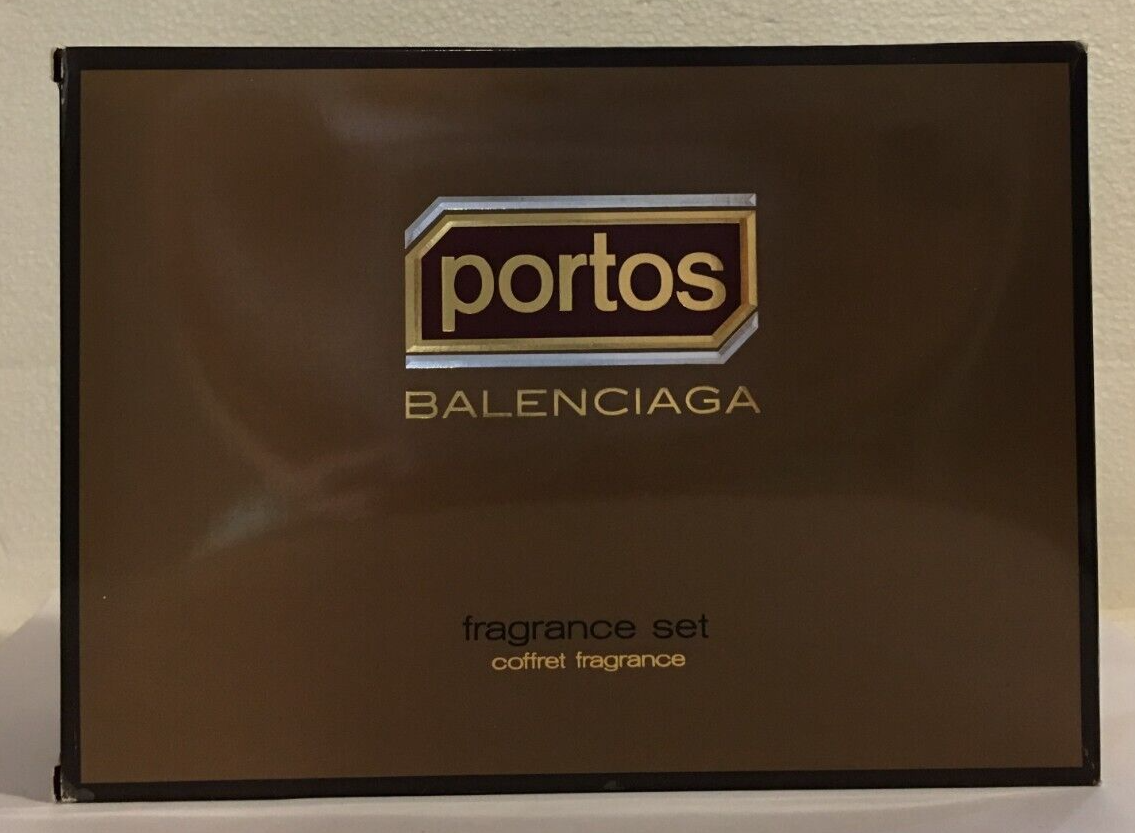 portos
BALENCIAGA
fragrance set
coffret fragrance